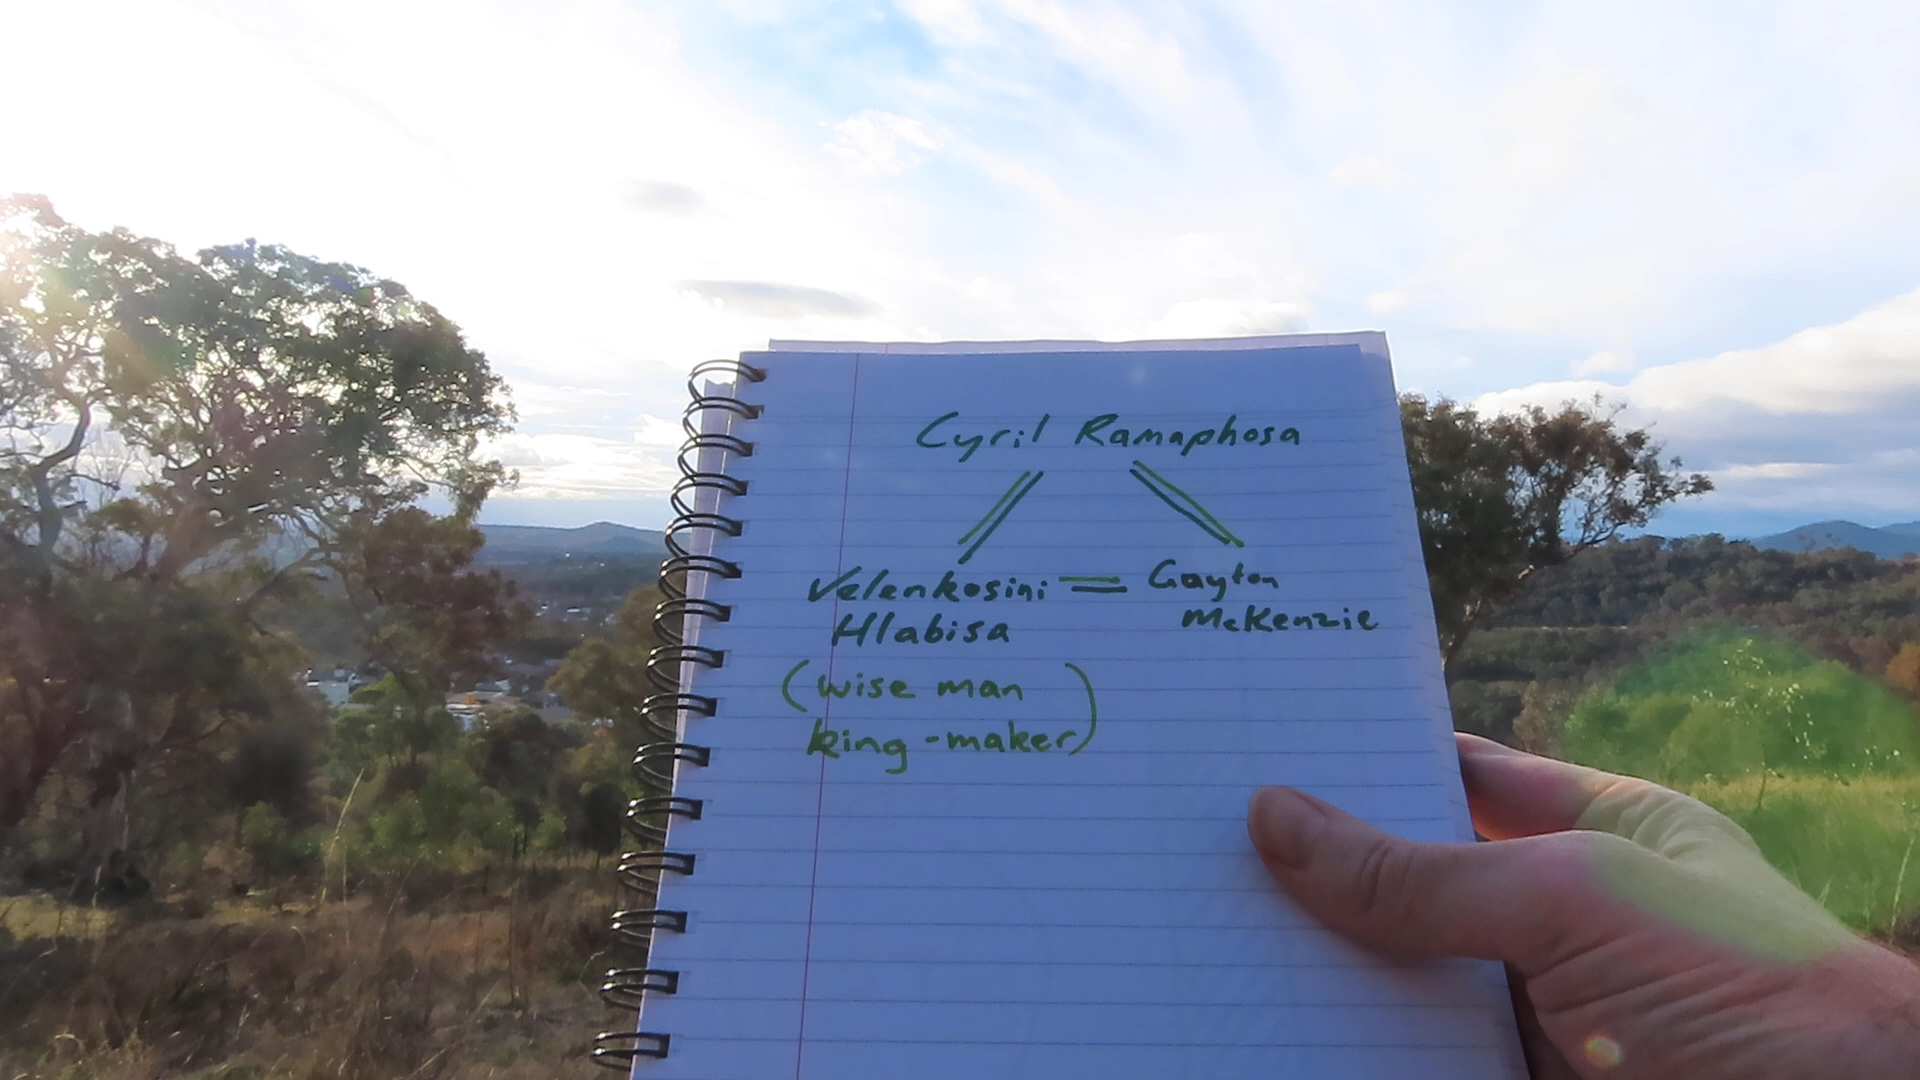 Cyril Ramaphosa
Velenkosini = Gayton
Hlabisa McKenzie
(wise man
king-maker)